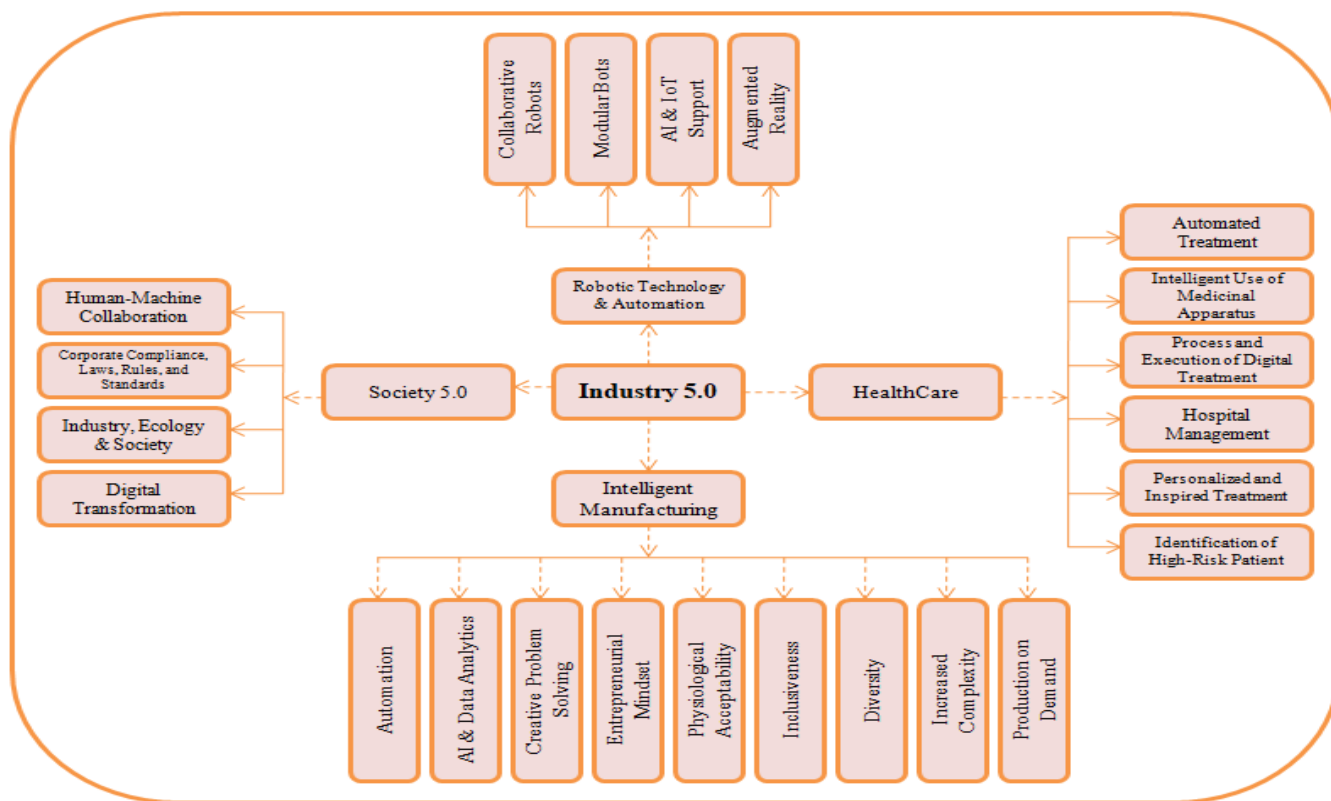 Collaborative
Robots
Modular Bots
AI & IoT
Support
Augmented
Reality
Robotic Technology
& Automation
Human-Machine
Collaboration
Corporate Compliance,
Laws, Rules, and
Standards
Industry, Ecology
& Society
Digital
Transformation
Society 5.0
Industry 5.0
HealthCare
Automated
Treatment
Intelligent Use of
Medicinal
Apparatus
Process and
Execution of Digital
Treatment
Hospital
Management
Personalized and
Inspired Treatment
Identification of
High-Risk Patient
Intelligent
Manufacturing
Automation
AI & Data Analytics
Creative Problem
Solving
Entrepreneurial
Mindset
Physiological
Acceptability
Inclusiveness
Diversity
Increased
Complexity
Production on
Demand